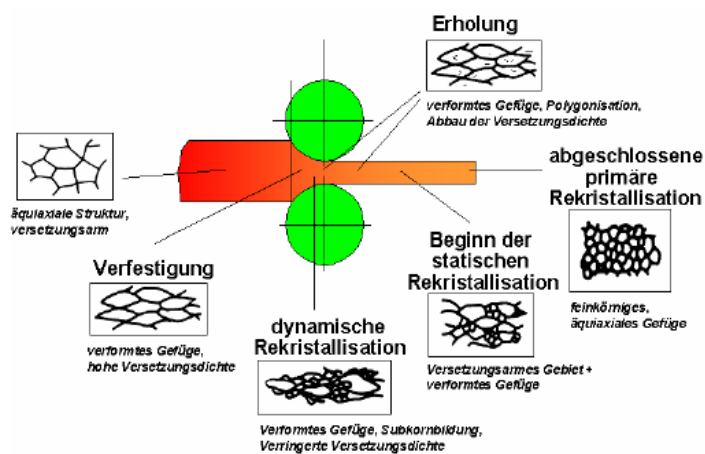 Erholung
verformtes Gefüge, Polygonisation,
Abbau der Versetzungsdichte
äquiaxiale Struktur,
versetzungsarm
Verfestigung
verformtes Gefüge,
hohe Versetzungsdichte
dynamische
Rekristallisation
Verformtes Gefüge, Subkornbildung,
Verringerte Versetzungsdichte
Beginn der
statischen
Rekristallisation
Versetzungsarmes Gebiet +
verformtes Gefüge
abgeschlossene
primäre
Rekristallisation
feinkörniges,
äquiaxiales Gefüge